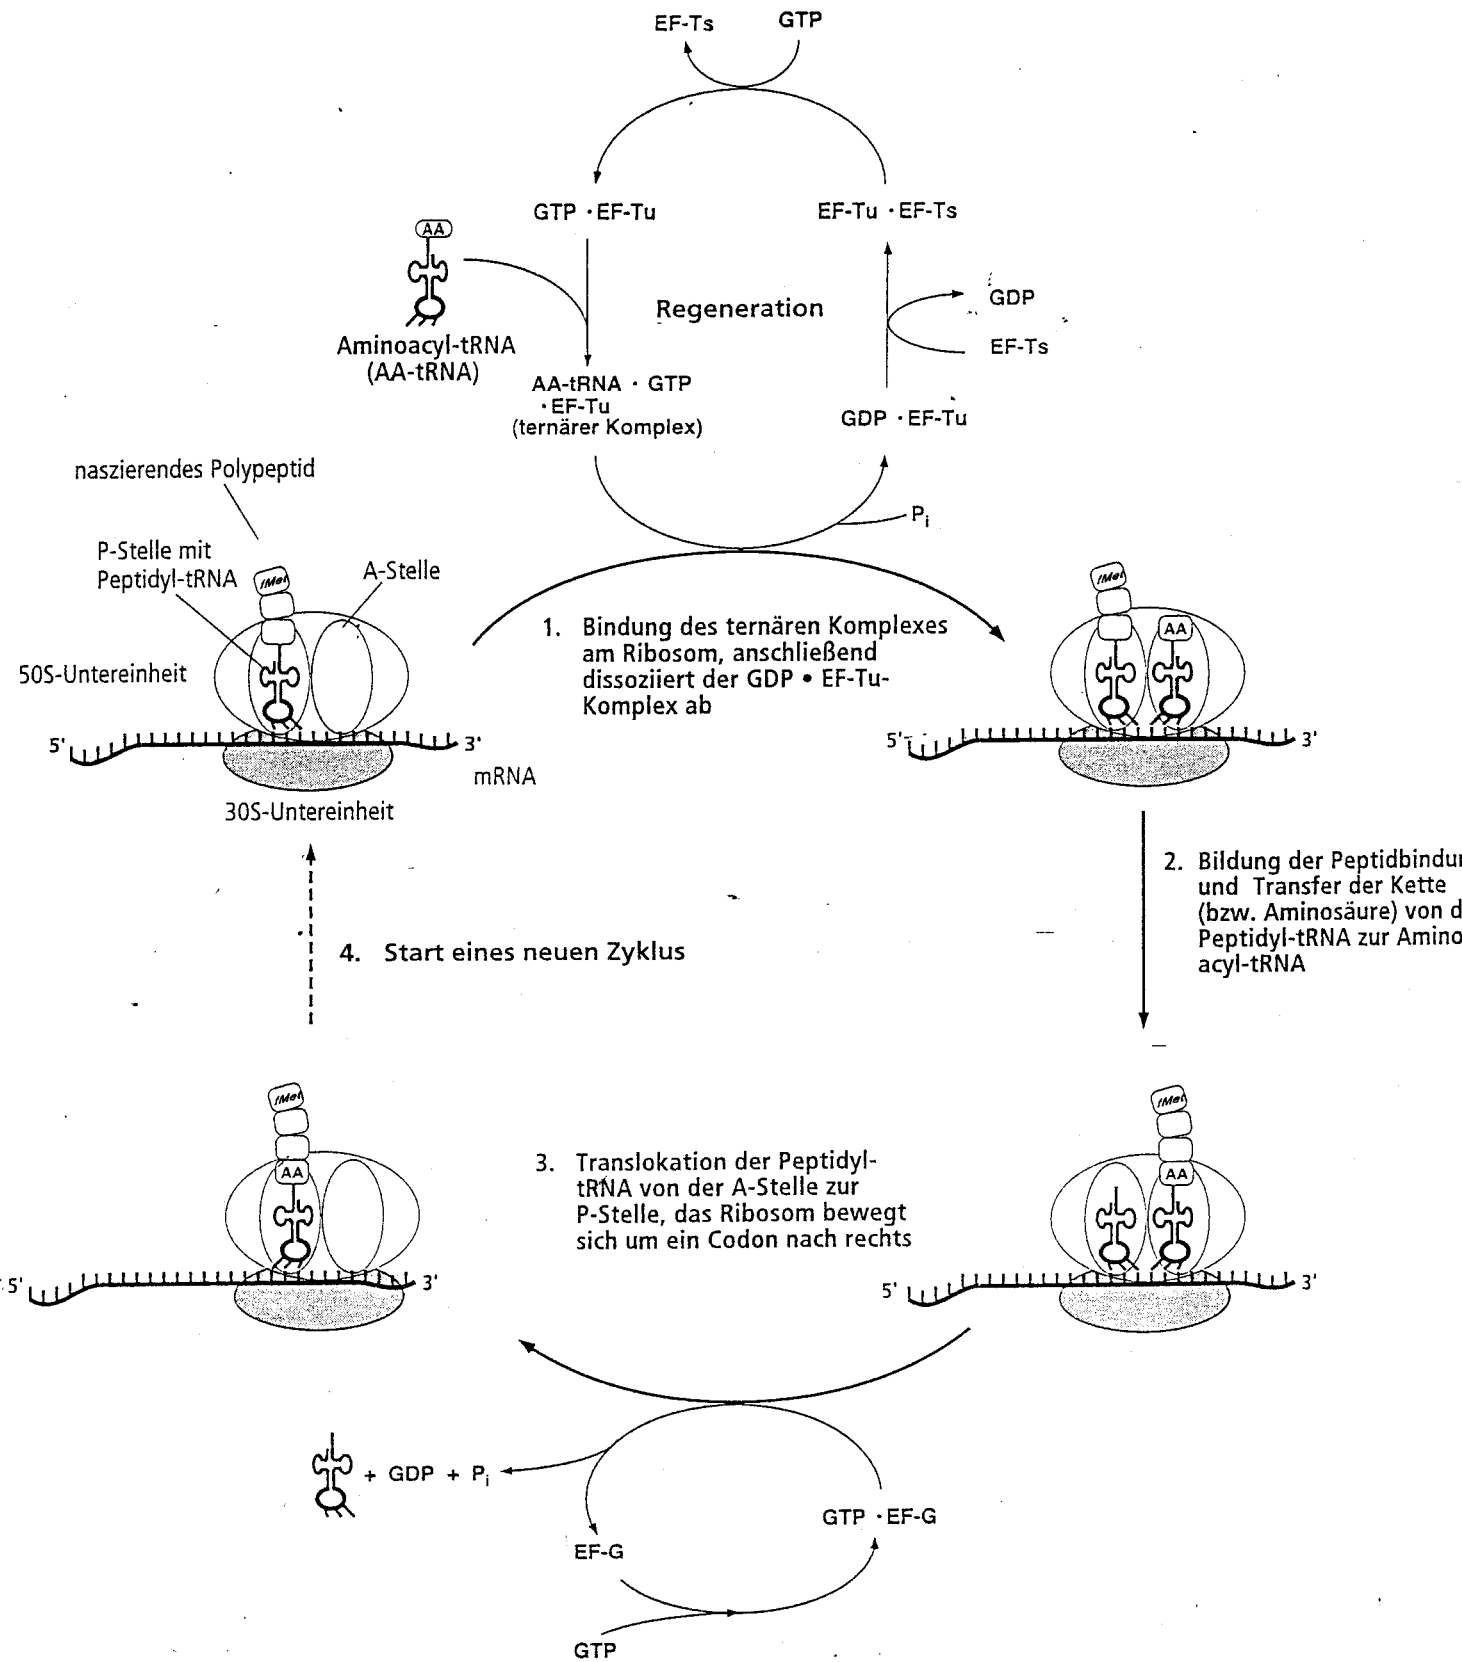 EF-Ts
GTP
GTP · EF-Tu
EF-Tu · EF-Ts
AA
Regeneration
GDP
EF-Ts
Aminoacyl-tRNA
(AA-tRNA)
AA-tRNA · GTP
· EF-Tu
(ternärer Komplex)
GDP · EF-Tu
naszierendes Polypeptid
Pi
P-Stelle mit
Peptidyl-tRNA
A-Stelle
fMet
fMet
AA
50S-Untereinheit
1. Bindung des ternären Komplexes
am Ribosom, anschließend
dissoziiert der GDP • EF-Tu-
Komplex ab
5'
3'
mRNA
30S-Untereinheit
5'
3'
2. Bildung der Peptidbindu
und Transfer der Kette
(bzw. Aminosäure) von d
Peptidyl-tRNA zur Amino
acyl-tRNA
4. Start eines neuen Zyklus
fMet
AA
fMet
AA
3. Translokation der Peptidyl-
tRNA von der A-Stelle zur
P-Stelle, das Ribosom bewegt
sich um ein Codon nach rechts
5'
3'
5'
3'
+ GDP + Pi
GTP · EF-G
EF-G
GTP